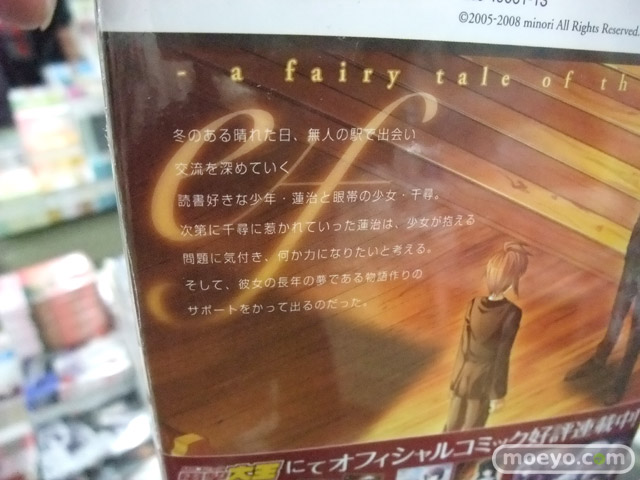 ©2005-2008 minori All Rights Reserved.
- a fairy tale of th
ef
冬のある晴れた日、無人の駅で出会い
交流を深めていく
読書好きな少年・蓮治と眼帯の少女・千尋。
次第に千尋に惹かれていった蓮治は、少女が抱える
問題に気付き、何か力になりたいと考える。
そして、彼女の長年の夢である物語作りの
サポートをかって出るのだった。
大王にてオフィシャルコミック好評連載中
moeyo.com